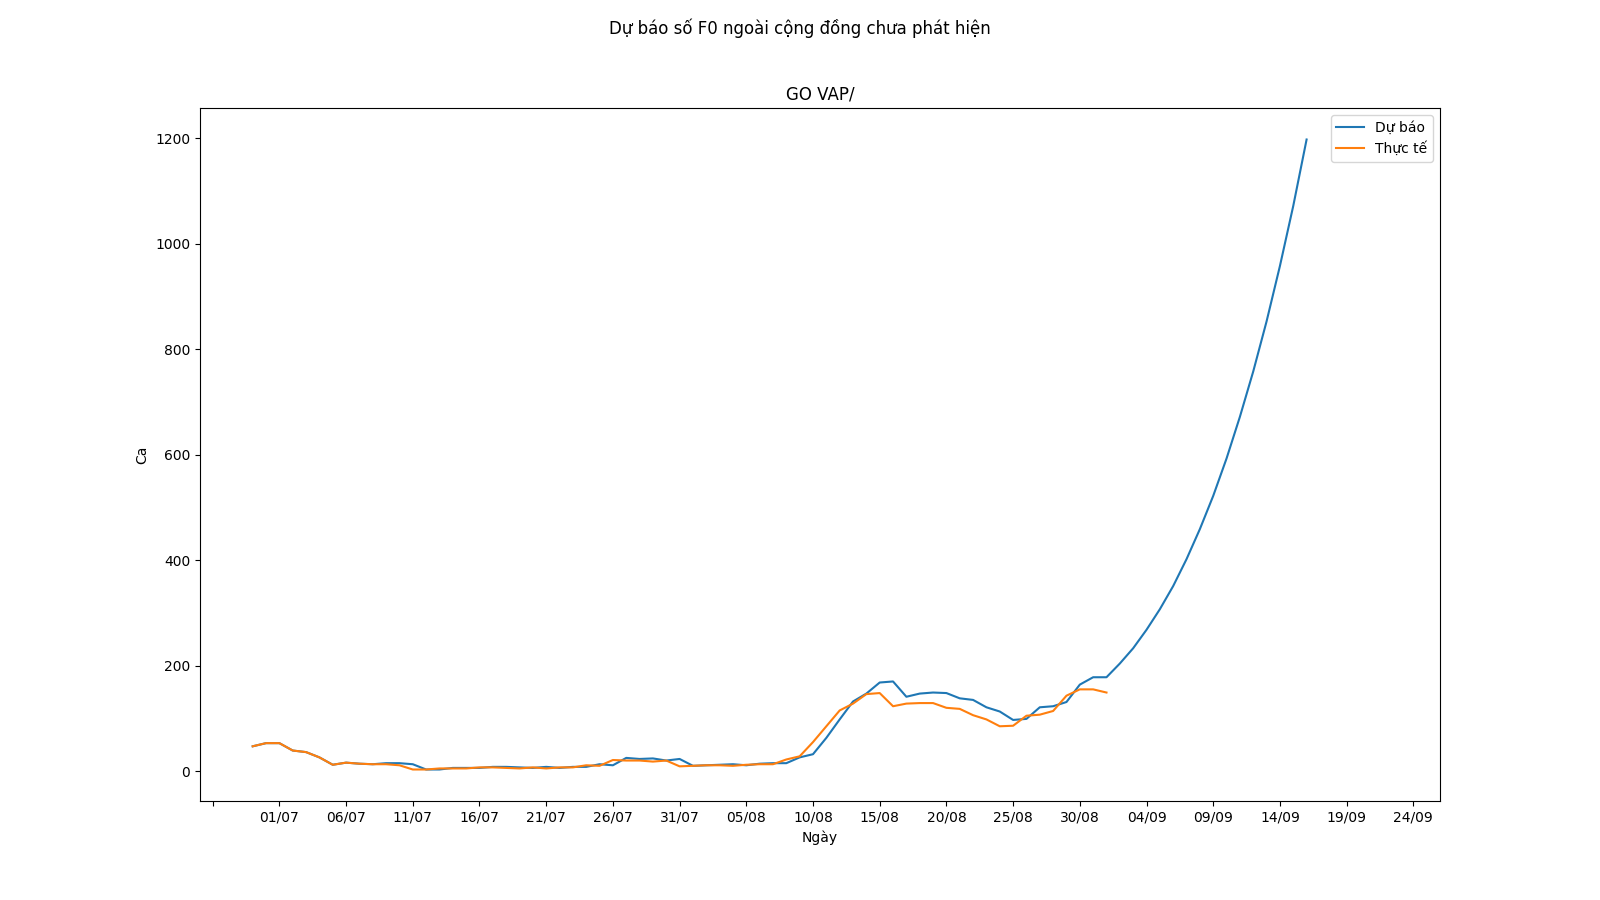 Dự báo số F0 ngoài cộng đồng chưa phát hiện
GO VAP/
Dự báo
Thực tế
1200
1000
800
600
400
200
0
Ca
01/07 06/07 11/07 16/07 21/07 26/07 31/07 05/08 10/08 15/08 20/08 25/08 30/08 04/09 09/09 14/09 19/09 24/09
Ngày